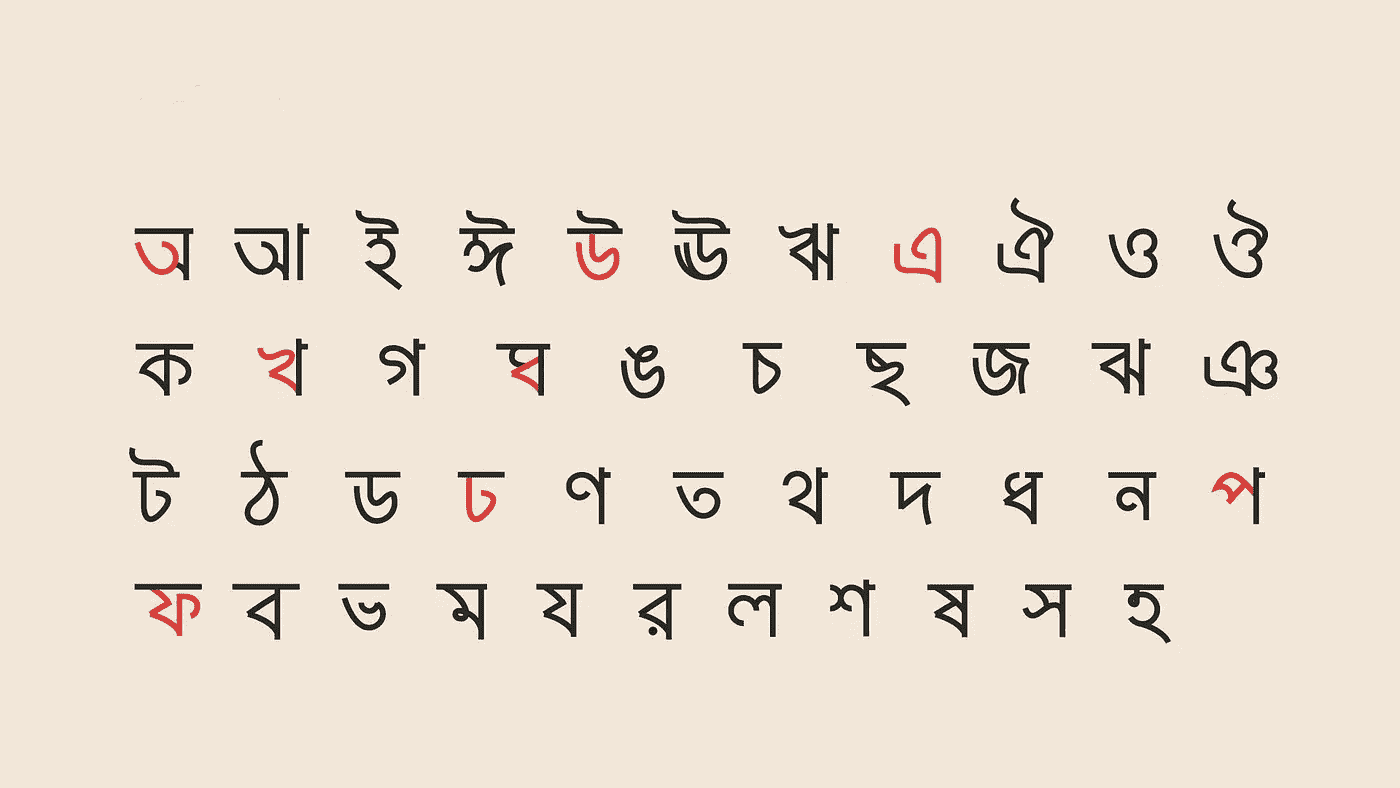 অ আ ই ঈ উ ঊ ঋ এ ঐ ও ঔ
ক খ গ ঘ ঙ চ ছ জ ঝ ঞ
ট ঠ ড ঢ ণ ত থ দ ধ ন প
ফ ব ভ ম য র ল শ ষ স হ